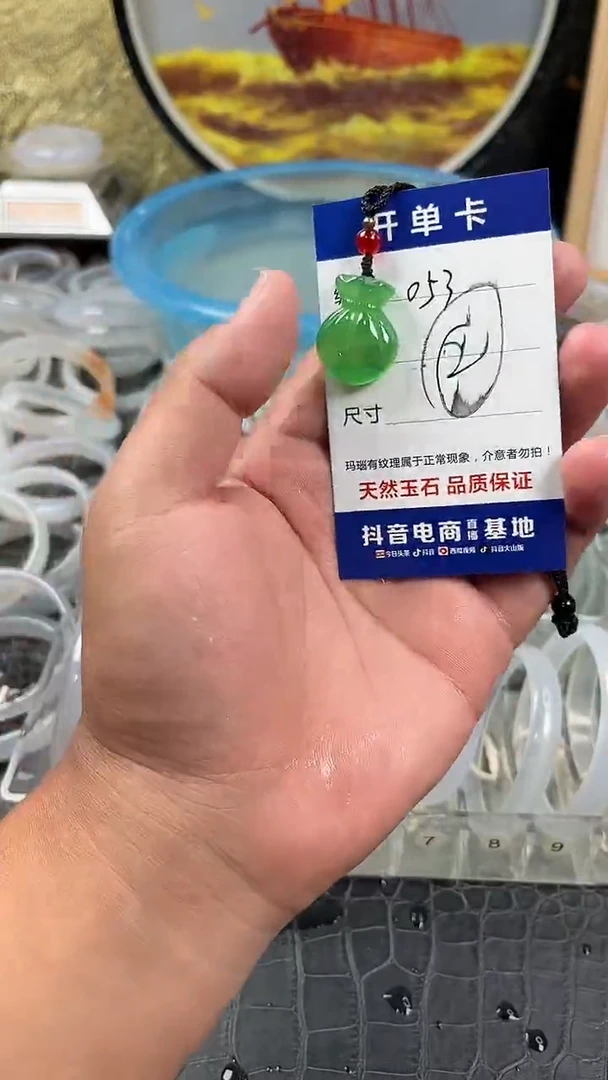 开单卡
053
尺寸
玛瑙有纹理属于正常现象，介意者勿拍！
天然玉石 品质保证
抖音电商直播基地
今日头条 抖音 西瓜视频 抖音火山版
7 8 9